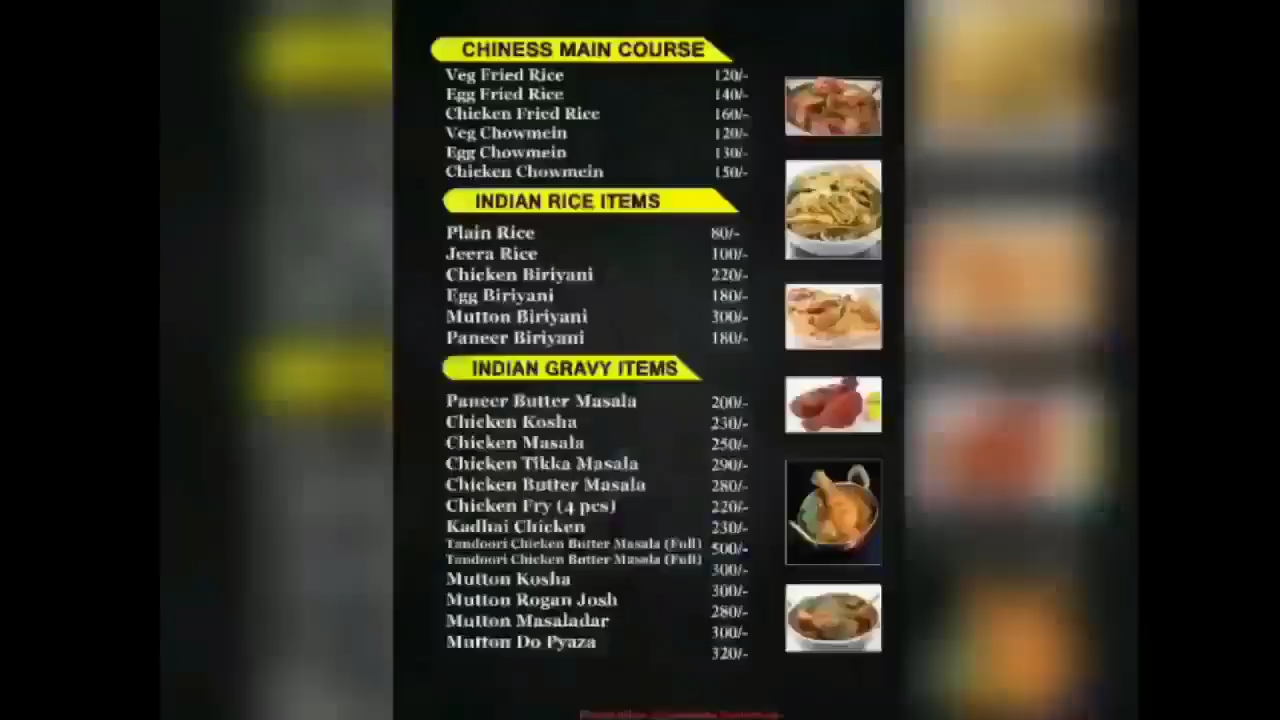 CHINESS MAIN COURSE
Veg Fried Rice 120/-
Egg Fried Rice 140/-
Chicken Fried Rice 160/-
Veg Chowmein 120/-
Egg Chowmein 130/-
Chicken Chowmein 150/-
INDIAN RICE ITEMS
Plain Rice 80/-
Jeera Rice 100/-
Chicken Biriyani 220/-
Egg Biriyani 180/-
Mutton Biriyani 300/-
Paneer Biriyani 180/-
INDIAN GRAVY ITEMS
Paneer Butter Masala 200/-
Chicken Kosha 230/-
Chicken Masala 250/-
Chicken Tikka Masala 290/-
Chicken Butter Masala 280/-
Chicken Fry (4 pcs) 220/-
Kadhai Chicken 230/-
Tandoori Chicken Butter Masala (Full) 500/-
Tandoori Chicken Butter Masala (Full) 300/-
Mutton Kosha 300/-
Mutton Rogan Josh 280/-
Mutton Masaladar 300/-
Mutton Do Pyaza 320/-